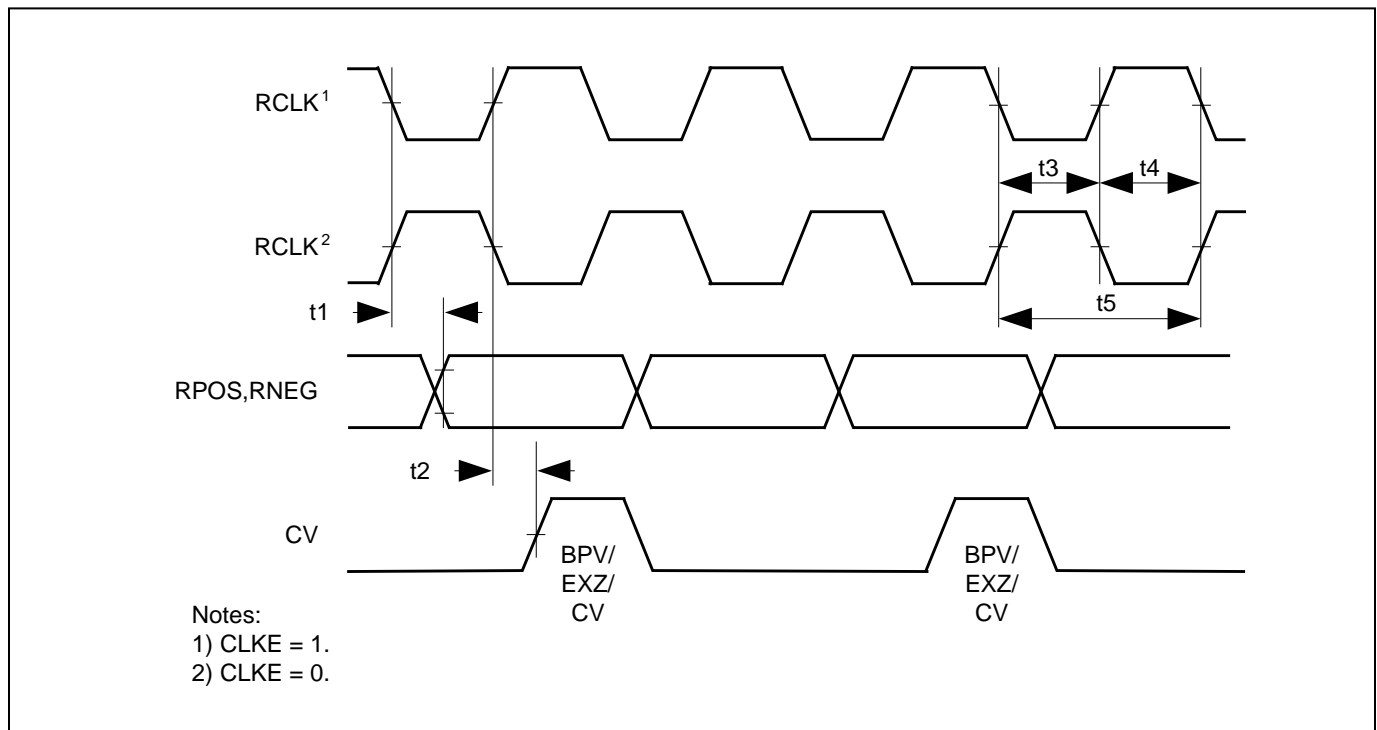 RCLK¹
t3
t4
RCLK²
t1
t5
RPOS,RNEG
t2
CV
BPV/
EXZ/
CV
BPV/
EXZ/
CV
Notes:
1) CLKE = 1.
2) CLKE = 0.